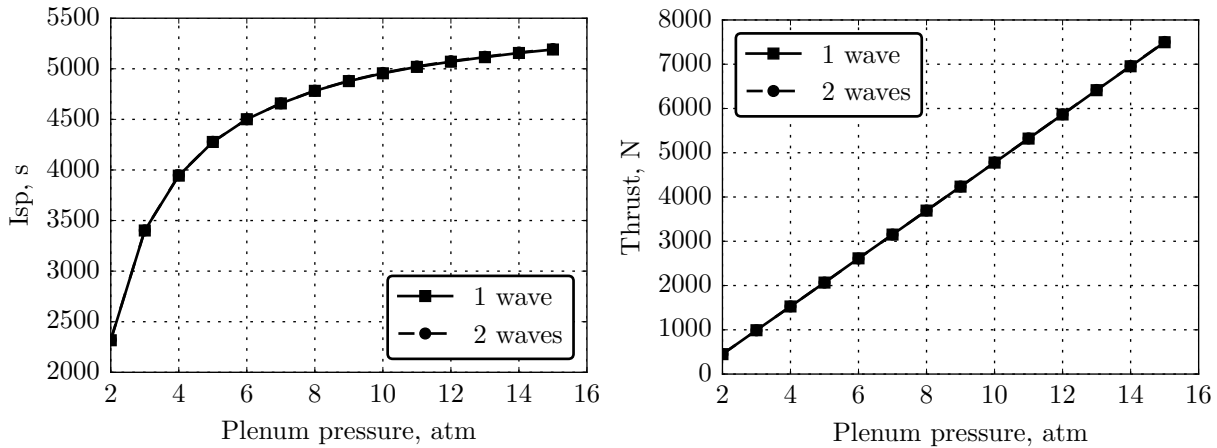 5500
5000
4500
4000
3500
3000
2500
2000
Isp, s
1 wave
2 waves
2 4 6 8 10 12 14 16
Plenum pressure, atm
8000
7000
6000
5000
4000
3000
2000
1000
0
Thrust, N
1 wave
2 waves
2 4 6 8 10 12 14 16
Plenum pressure, atm